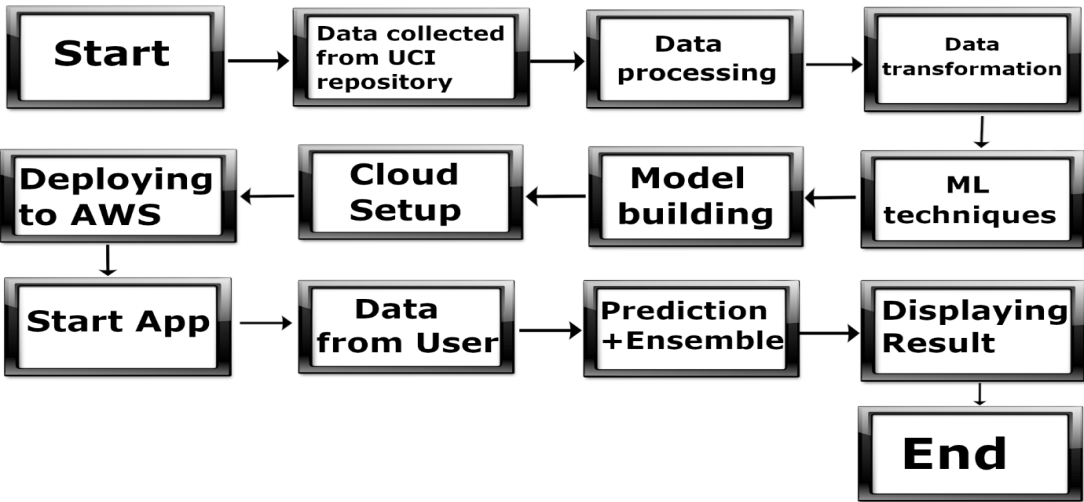 Start
Data collected
from UCI
repository
Data
processing
Data
transformation
ML
techniques
Model
building
Cloud
Setup
Deploying
to AWS
Start App
Data
from User
Prediction
+Ensemble
Displaying
Result
End